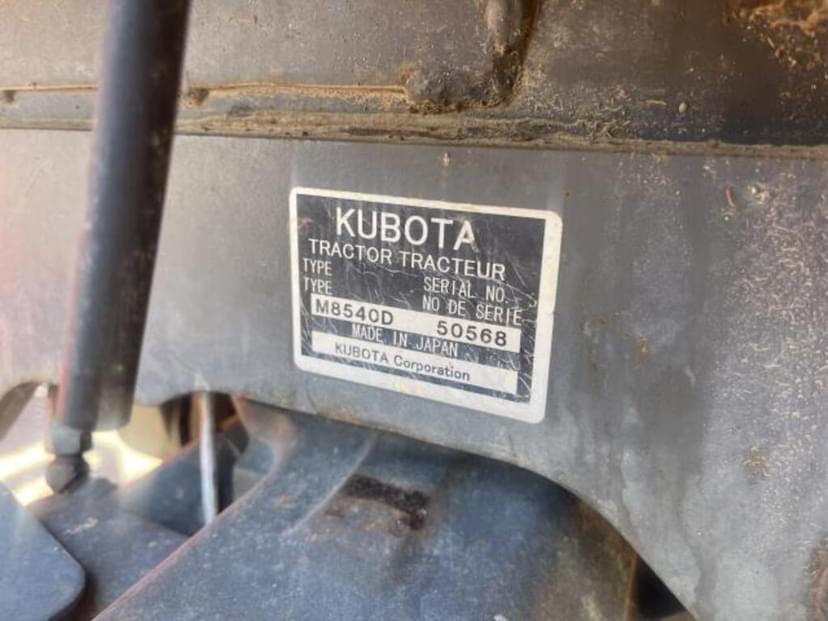 KUBOTA
TRACTOR TRACTEUR
TYPE SERIAL NO.
TYPE NO DE SERIE
M8540D 50568
MADE IN JAPAN
KUBOTA Corporation